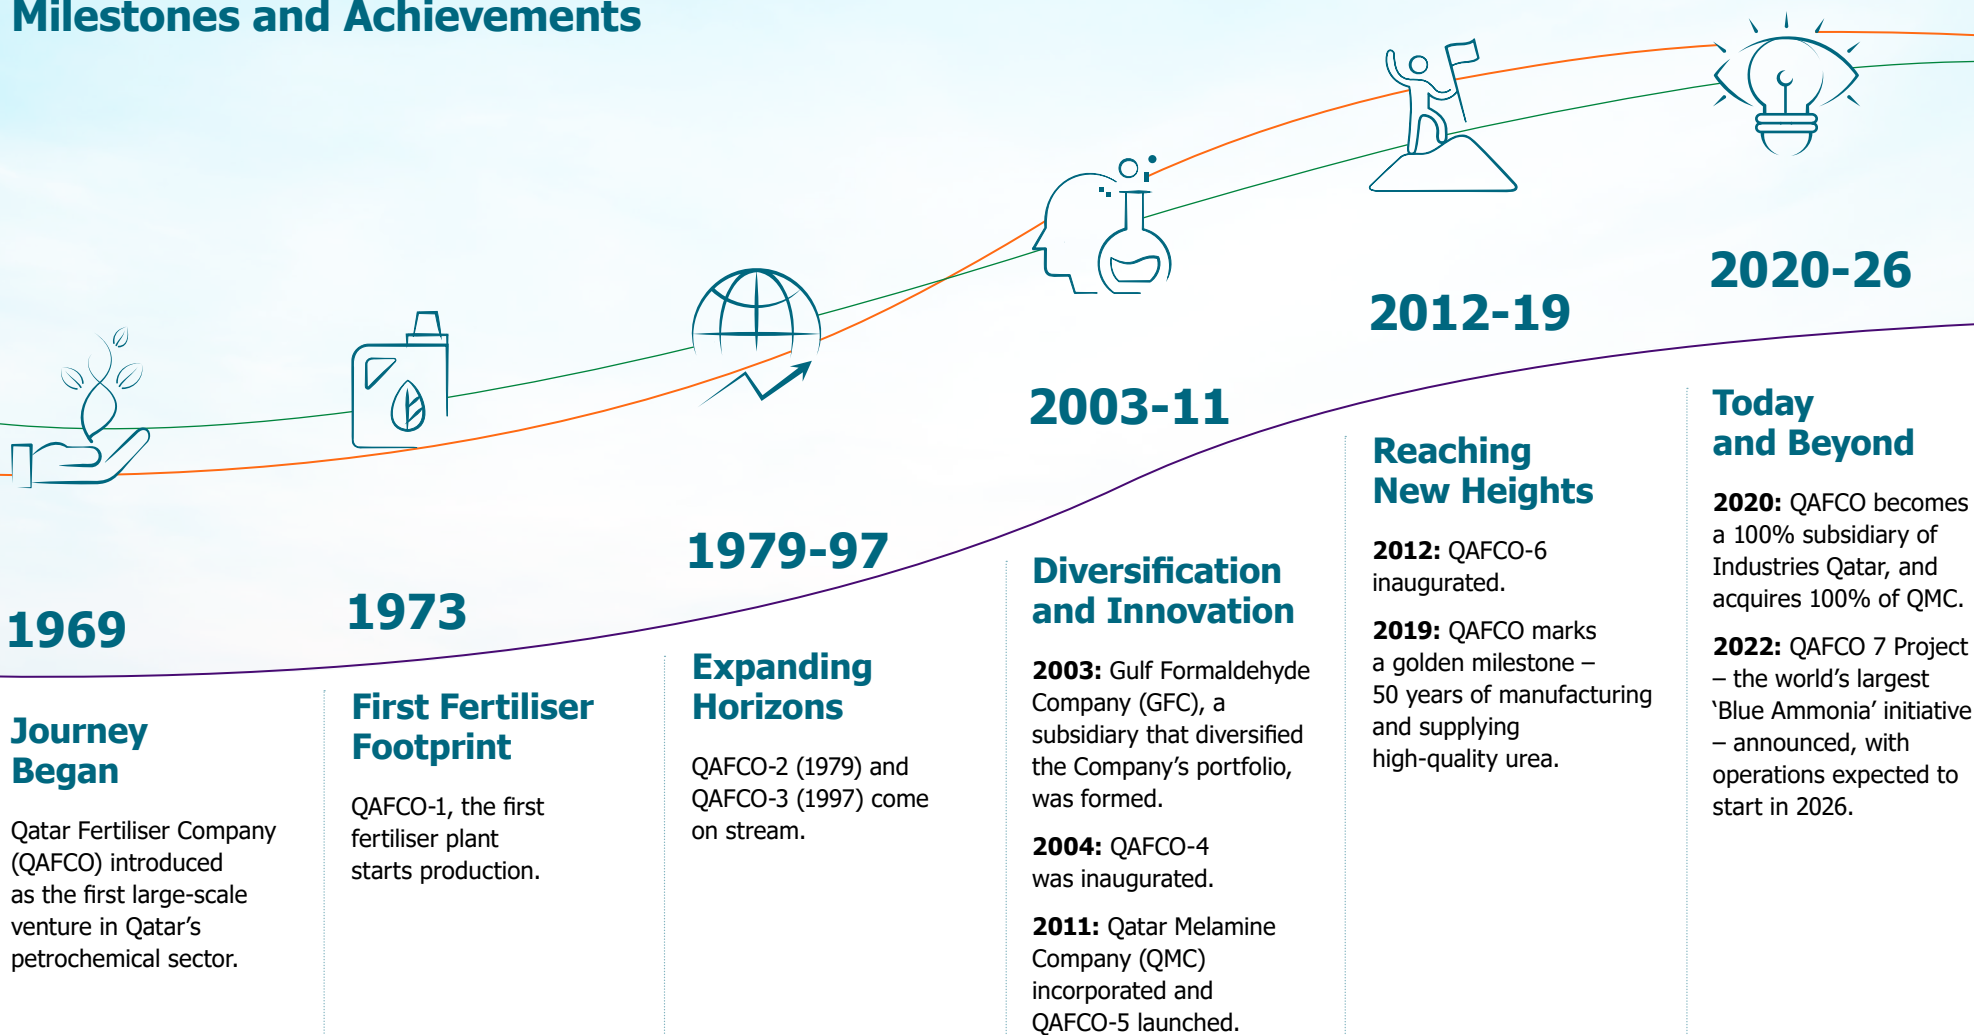 Milestones and Achievements
1969
Journey
Began
Qatar Fertiliser Company
(QAFCO) introduced
as the first large-scale
venture in Qatar’s
petrochemical sector.
1973
First Fertiliser
Footprint
QAFCO-1, the first
fertiliser plant
starts production.
1979-97
Expanding
Horizons
QAFCO-2 (1979) and
QAFCO-3 (1997) come
on stream.
2003-11
Diversification
and Innovation
2003: Gulf Formaldehyde
Company (GFC), a
subsidiary that diversified
the Company’s portfolio,
was formed.
2004: QAFCO-4
was inaugurated.
2011: Qatar Melamine
Company (QMC)
incorporated and
QAFCO-5 launched.
2012-19
Reaching
New Heights
2012: QAFCO-6
inaugurated.
2019: QAFCO marks
a golden milestone –
50 years of manufacturing
and supplying
high-quality urea.
2020-26
Today
and Beyond
2020: QAFCO becomes
a 100% subsidiary of
Industries Qatar, and
acquires 100% of QMC.
2022: QAFCO 7 Project
– the world’s largest
‘Blue Ammonia’ initiative
– announced, with
operations expected to
start in 2026.